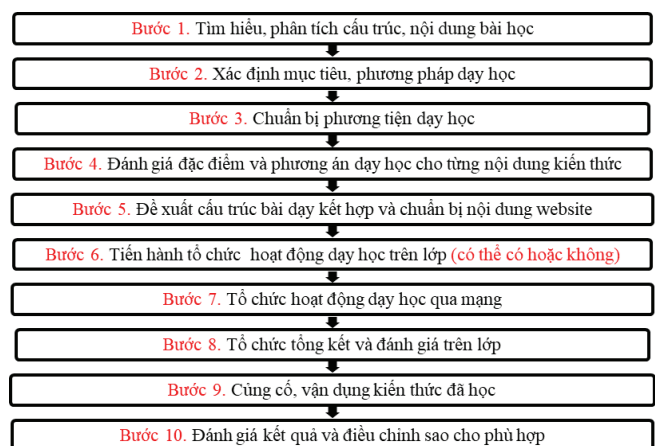 Bước 1. Tìm hiểu, phân tích cấu trúc, nội dung bài học
Bước 2. Xác định mục tiêu, phương pháp dạy học
Bước 3. Chuẩn bị phương tiện dạy học
Bước 4. Đánh giá đặc điểm và phương án dạy học cho từng nội dung kiến thức
Bước 5. Đề xuất cấu trúc bài dạy kết hợp và chuẩn bị nội dung website
Bước 6. Tiến hành tổ chức hoạt động dạy học trên lớp (có thể có hoặc không)
Bước 7. Tổ chức hoạt động dạy học qua mạng
Bước 8. Tổ chức tổng kết và đánh giá trên lớp
Bước 9. Củng cố, vận dụng kiến thức đã học
Bước 10. Đánh giá kết quả và điều chỉnh sao cho phù hợp